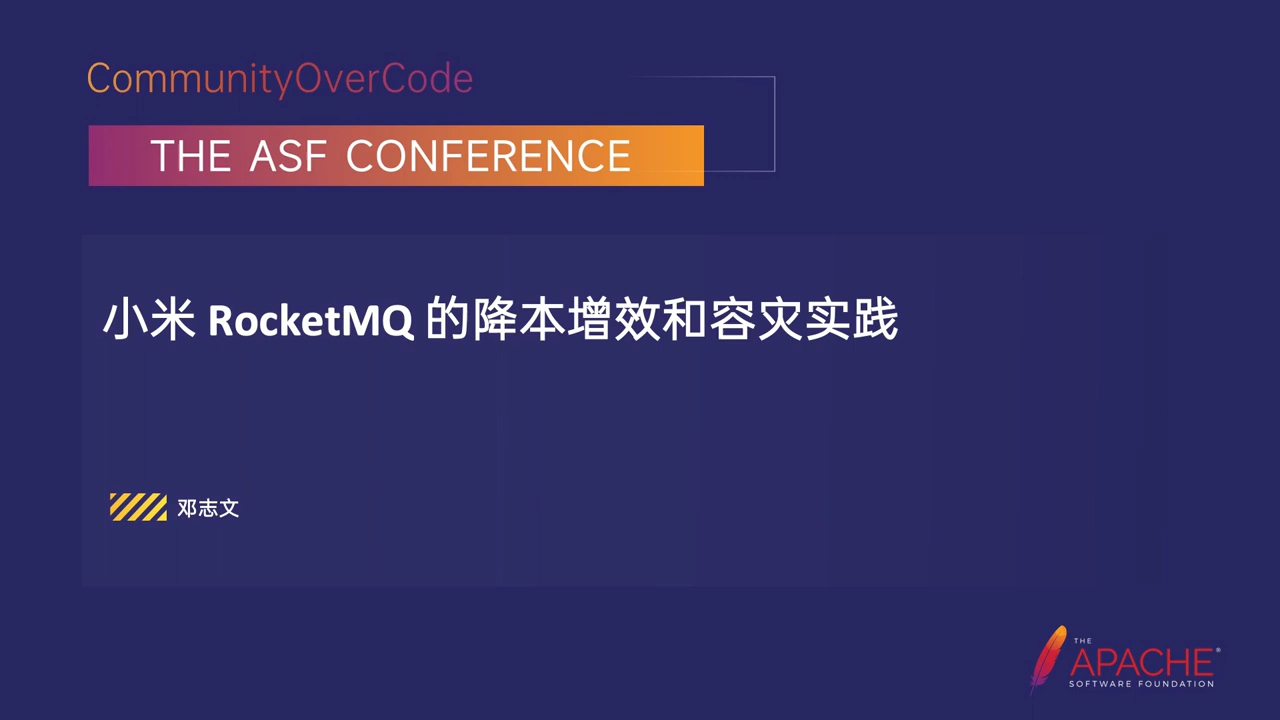 CommunityOverCode
THE ASF CONFERENCE
小米 RocketMQ 的降本增效和容灾实践
邓志文
THE
APACHE®
SOFTWARE FOUNDATION